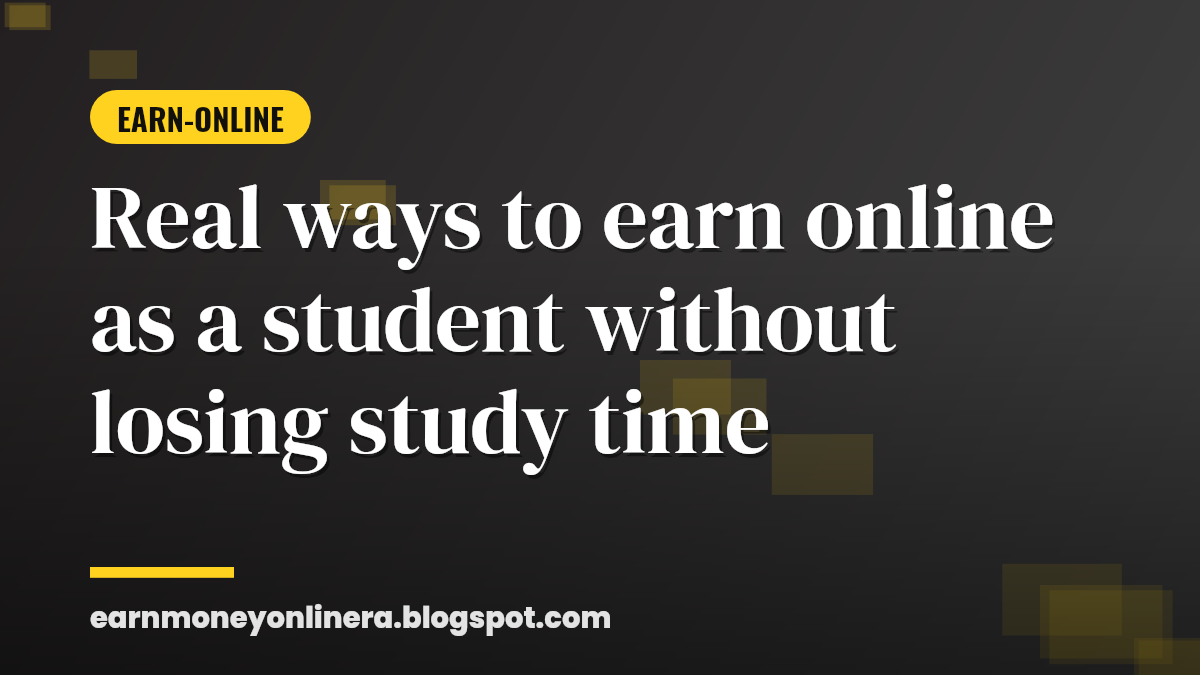 EARN-ONLINE
Real ways to earn online
as a student without
losing study time
earnmoneyonlinera.blogspot.com